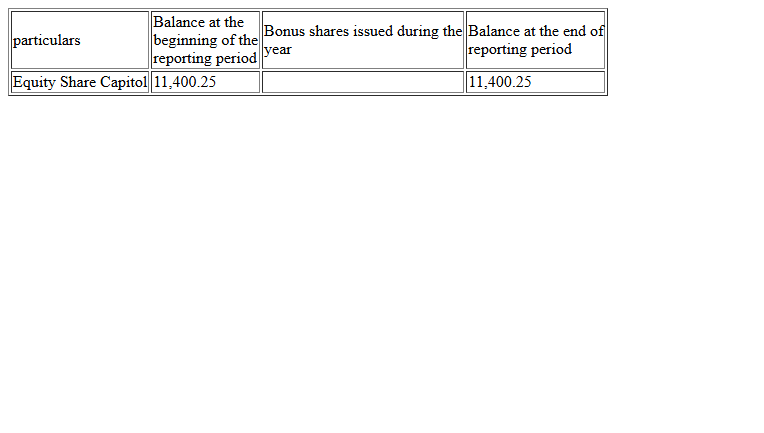 particulars
Balance at the
beginning of the
reporting period
Bonus shares issued during the
year
Balance at the end of
reporting period
Equity Share Capitol
11,400.25
11,400.25